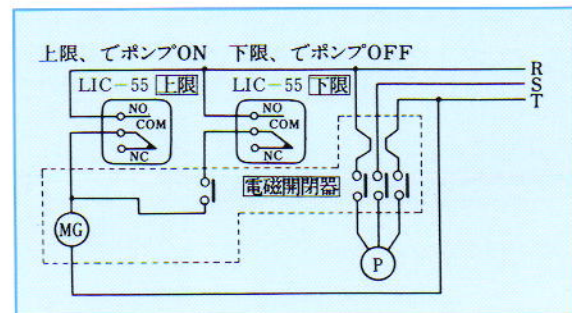 上限、でポンプON 下限、でポンプOFF
R
LIC-55 上限 LIC-55 下限
S
T
NO
COM
NC
NO
COM
NC
電磁開閉器
MG
P